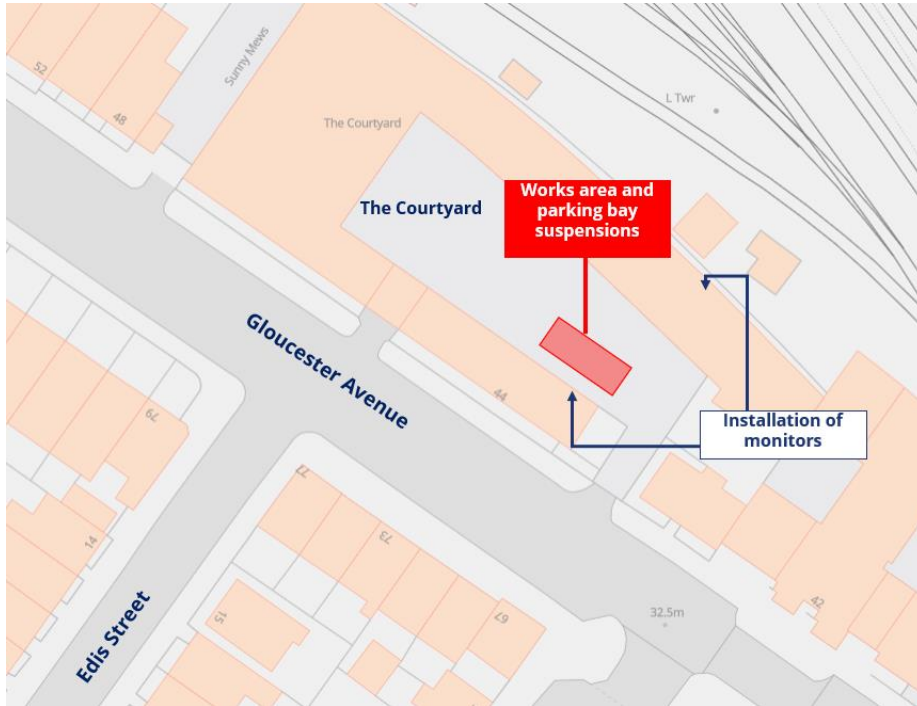 52
Sunny Mews
48
The Courtyard
L Twr
The Courtyard
Works area and
parking bay
suspensions
Gloucester Avenue
44
Installation of
monitors
79
77
73
14
Edis Street
15
67
32.5m
42